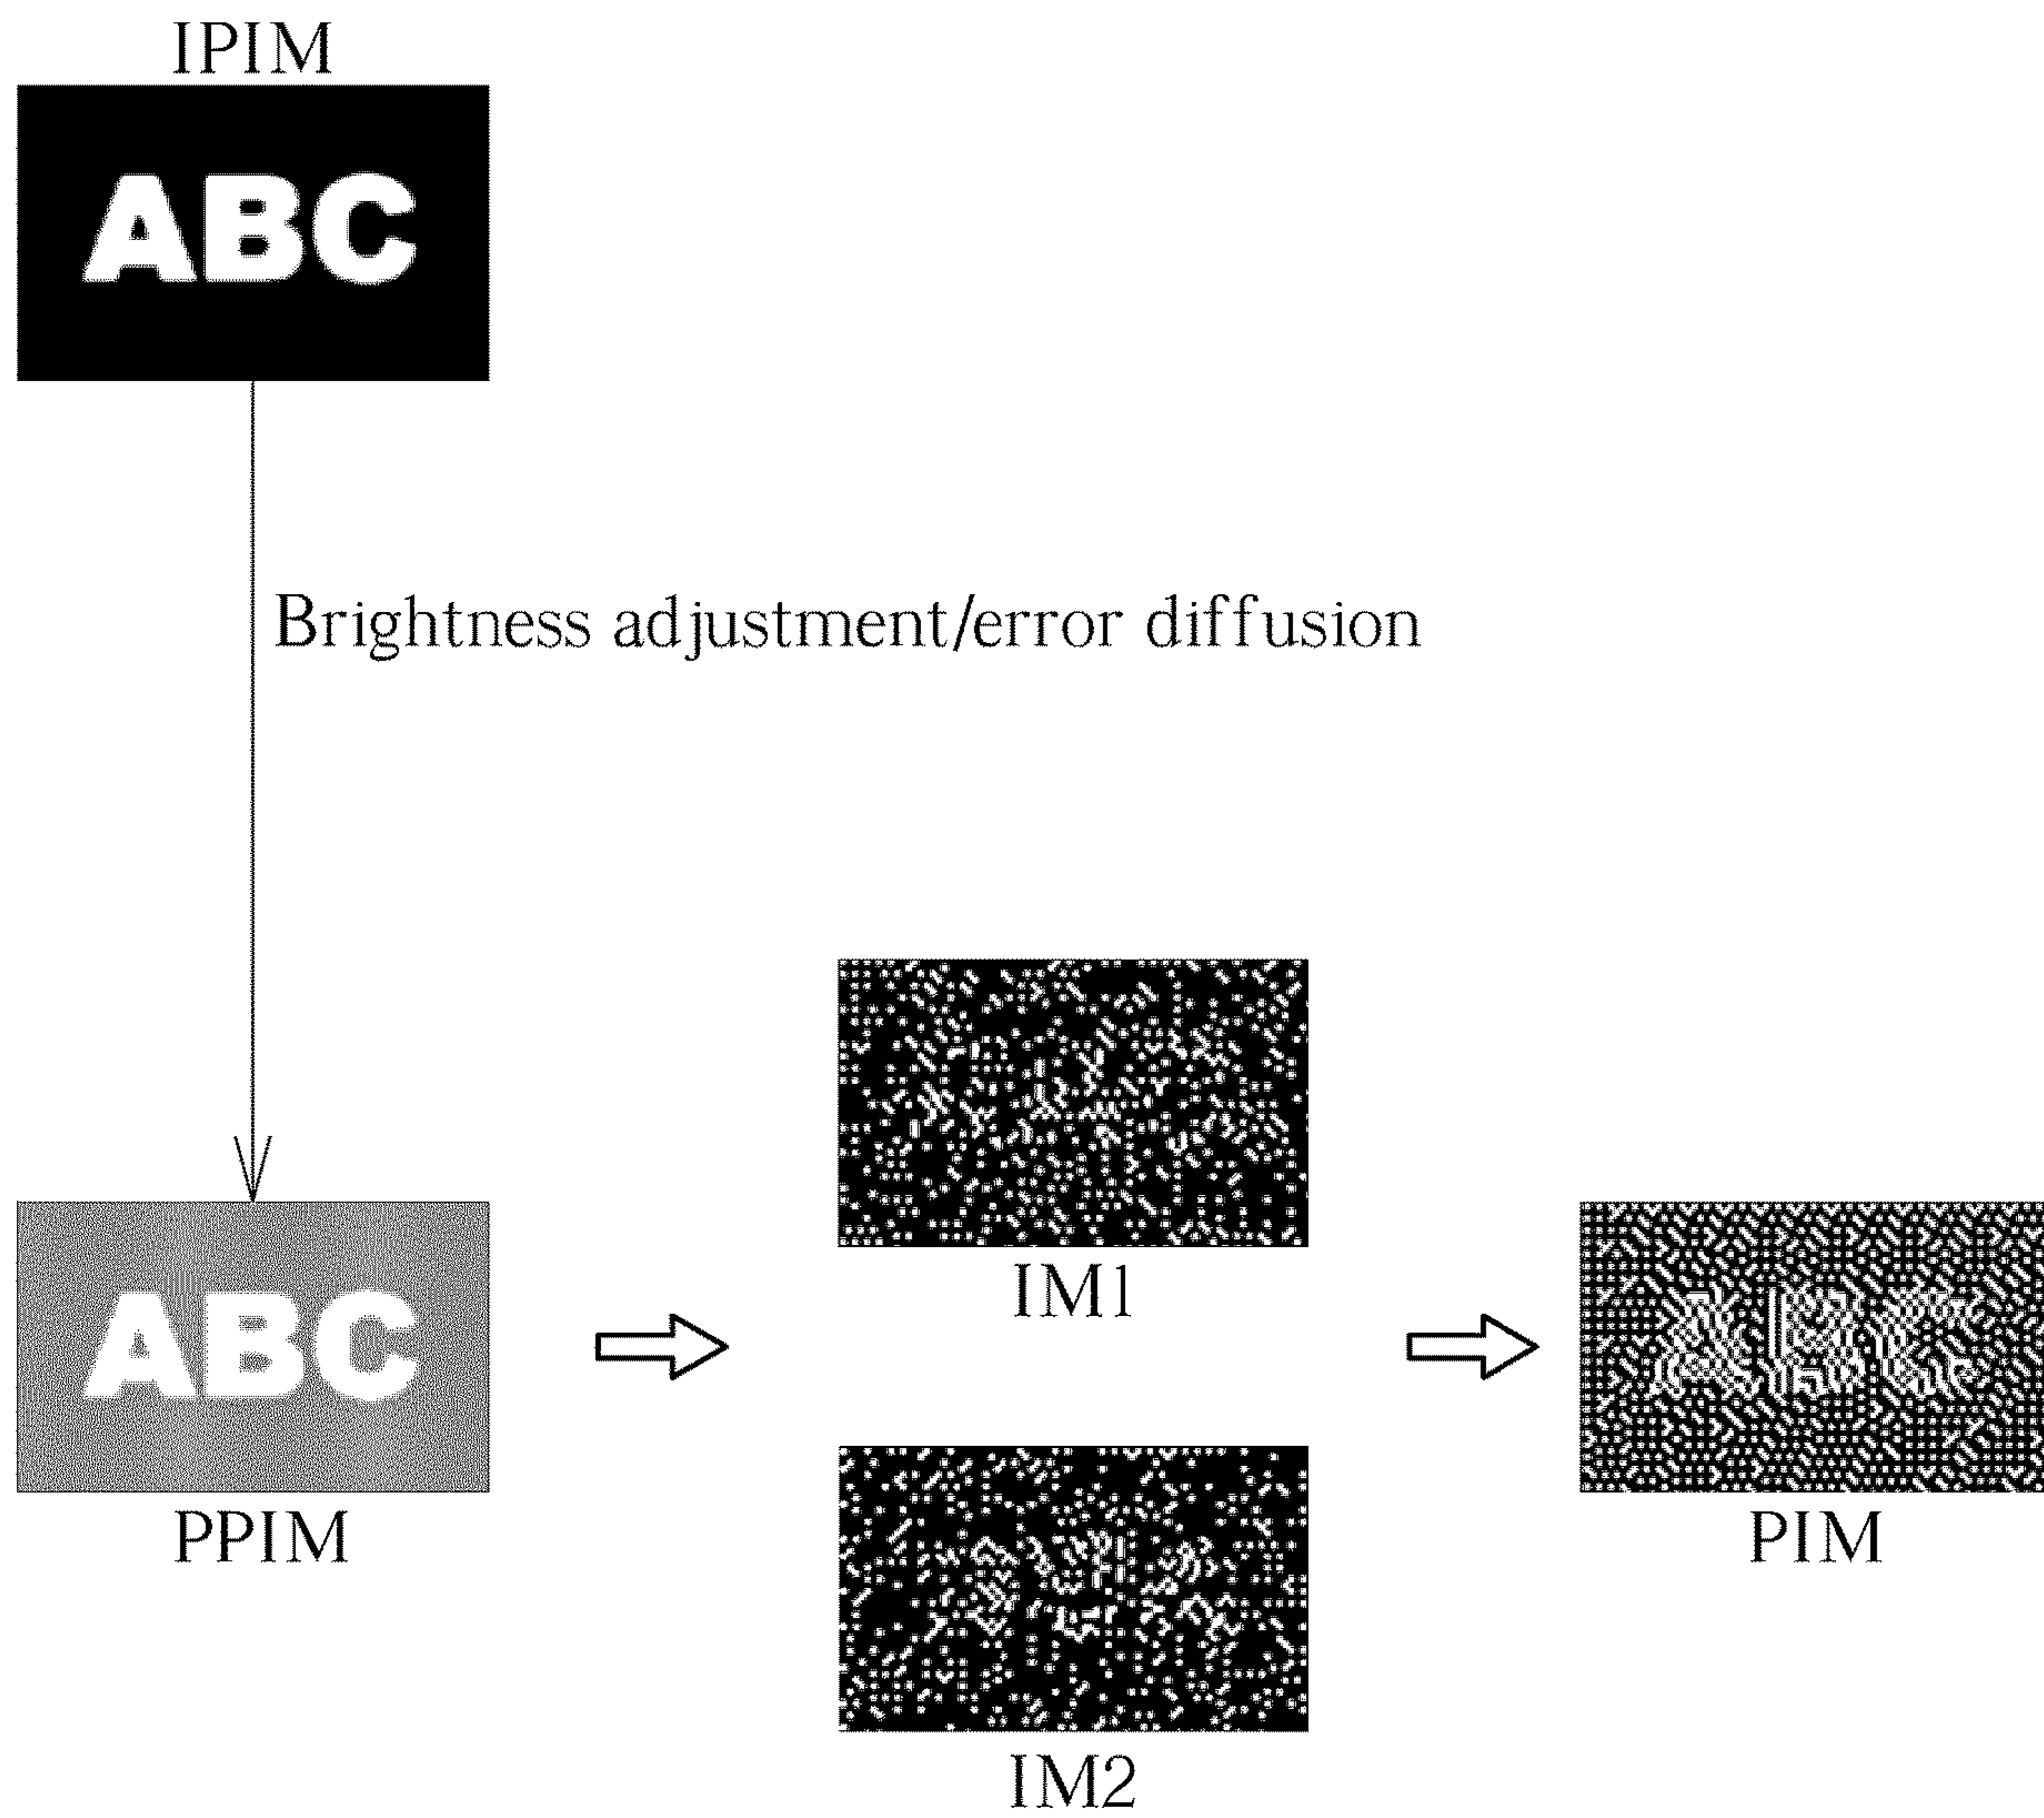 IPIM
ABC
Brightness adjustment/error diffusion
ABC
PPIM
IM1
IM2
PIM